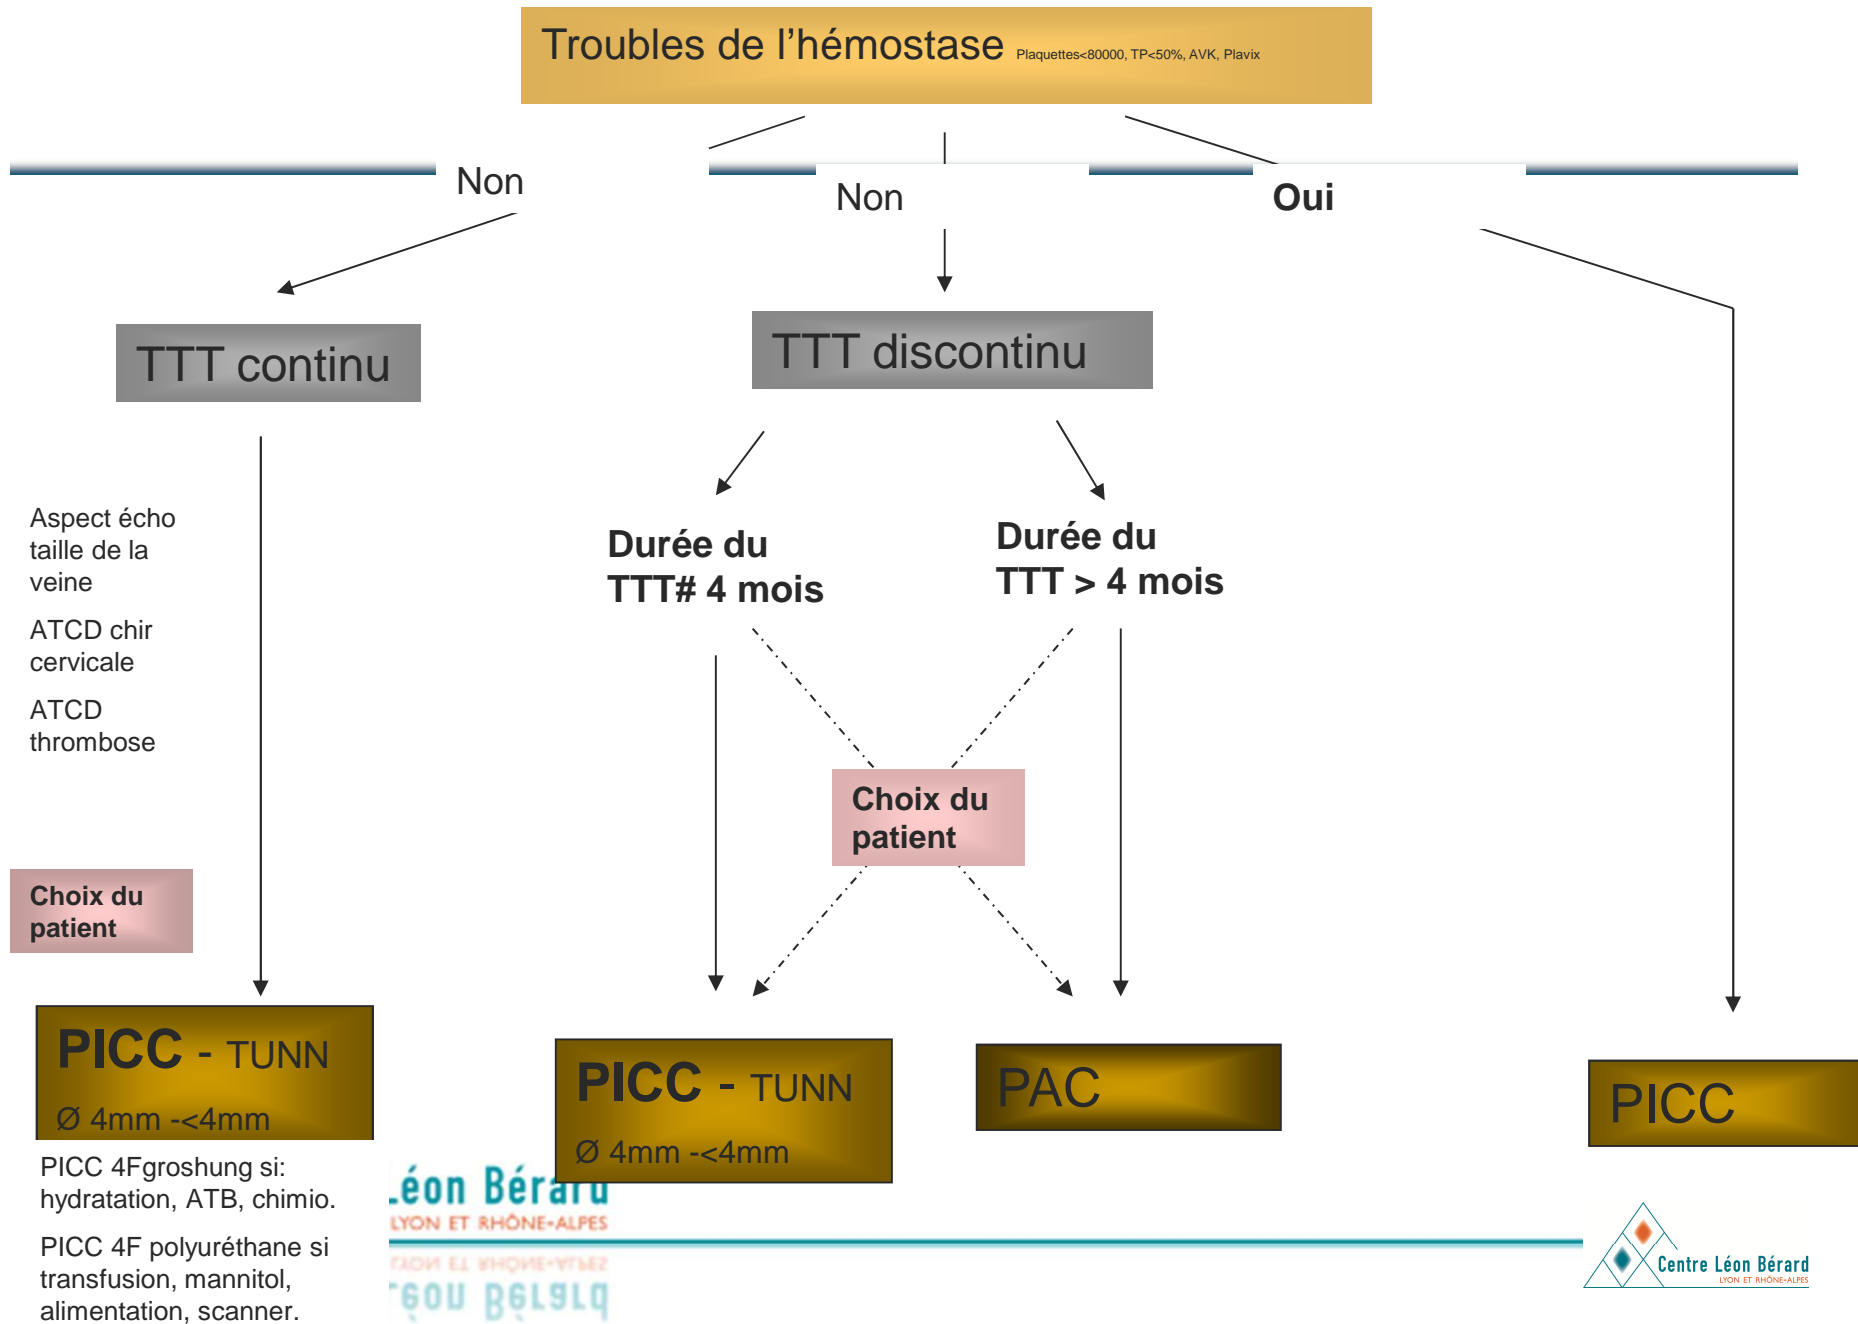 Troubles de l'hémostase Plaquettes<80000, TP<50%, AVK, Plavix
Non
Non
Oui
TTT continu
TTT discontinu
Aspect écho
taille de la
veine
ATCD chir
cervicale
ATCD
thrombose
Durée du
TTT# 4 mois
Durée du
TTT > 4 mois
Choix du
patient
Choix du
patient
PICC - TUNN
Ø 4mm -<4mm
PICC - TUNN
Ø 4mm -<4mm
PAC
PICC
PICC 4Fgroshung si:
hydratation, ATB, chimio.
PICC 4F polyuréthane si
transfusion, mannitol,
alimentation, scanner.
Léon Bérard
LYON ET RHÔNE-ALPES
Centre Léon Bérard
LYON ET RHÔNE-ALPES